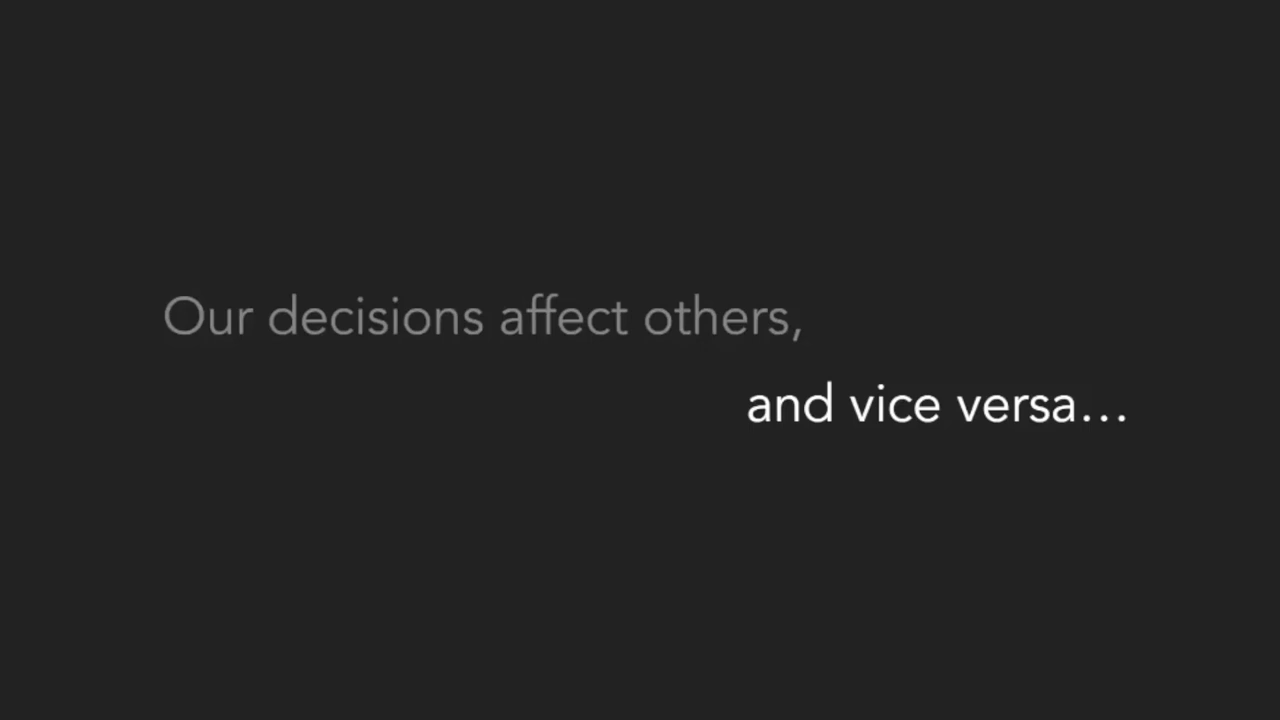 Our decisions affect others,
and vice versa…